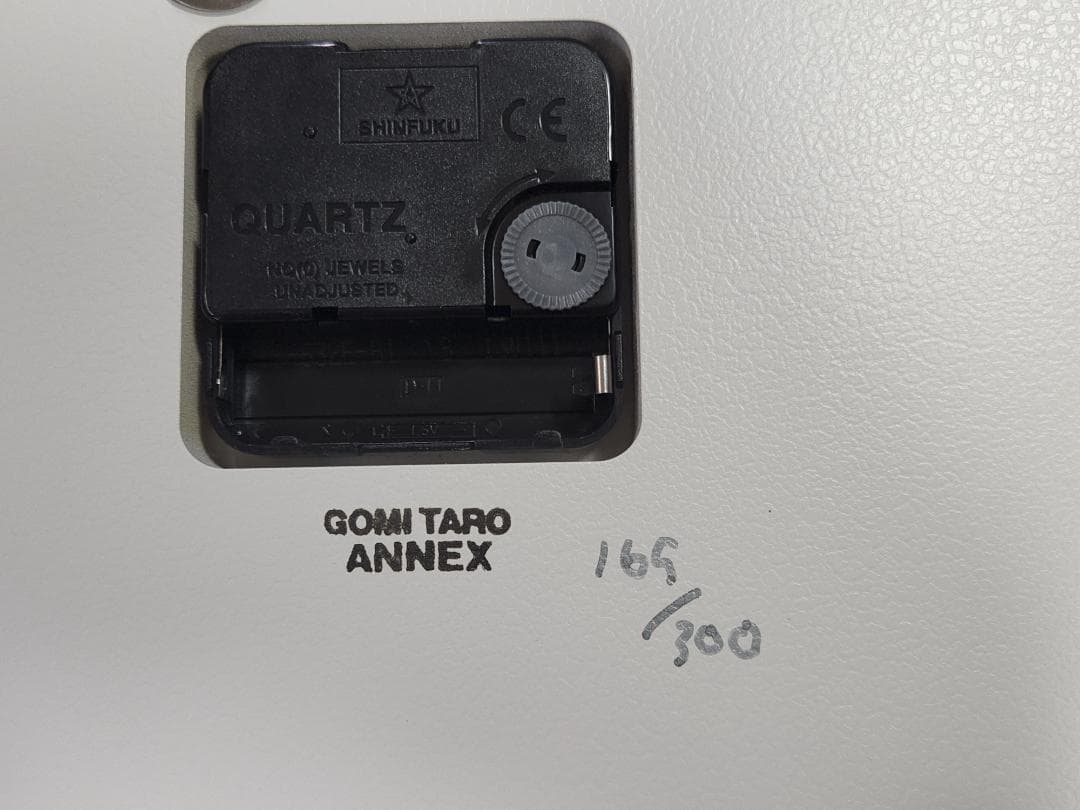 SHINFUKU
CE
QUARTZ
NO(0) JEWELS
UNADJUSTED
GOMI TARO
ANNEX
169
/300